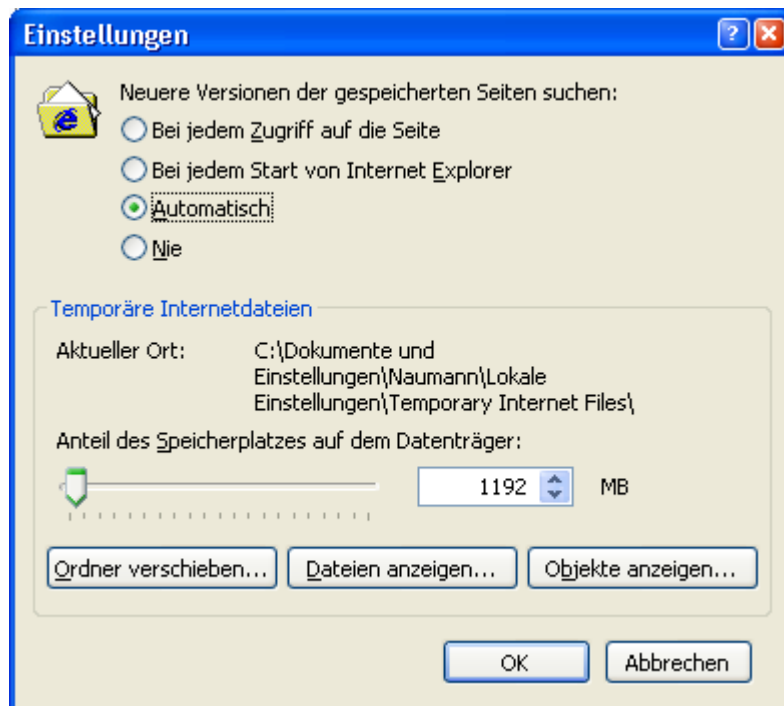 Einstellungen
Neuere Versionen der gespeicherten Seiten suchen:
Bei jedem Zugriff auf die Seite
Bei jedem Start von Internet Explorer
Automatisch
Nie
Temporäre Internetdateien
Aktueller Ort: C:\Dokumente und
Einstellungen\Naumann\Lokale
Einstellungen\Temporary Internet Files\
Anteil des Speicherplatzes auf dem Datenträger:
1192 MB
Ordner verschieben... Dateien anzeigen... Objekte anzeigen...
OK Abbrechen